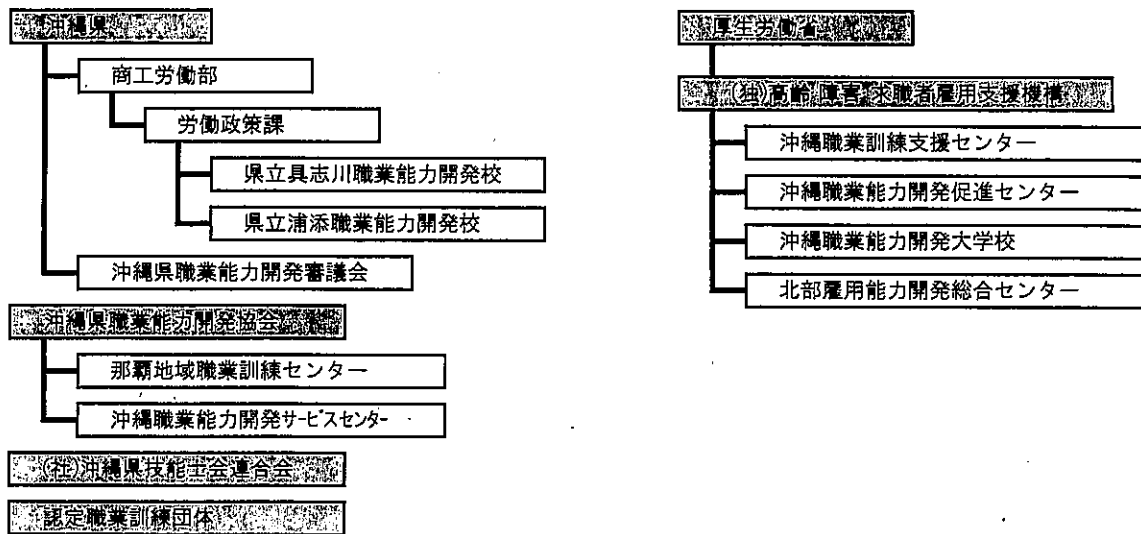 沖縄県
商工労働部
労働政策課
県立具志川職業能力開発校
県立浦添職業能力開発校
沖縄県職業能力開発審議会
沖縄県職業能力開発協会
那覇地域職業訓練センター
沖縄職業能力開発サービスセンター
(社)沖縄県技能士会連合会
認定職業訓練団体
厚生労働省
(独)高齢 障害 求職者雇用支援機構
沖縄職業訓練支援センター
沖縄職業能力開発促進センター
沖縄職業能力開発大学校
北部雇用能力開発総合センター